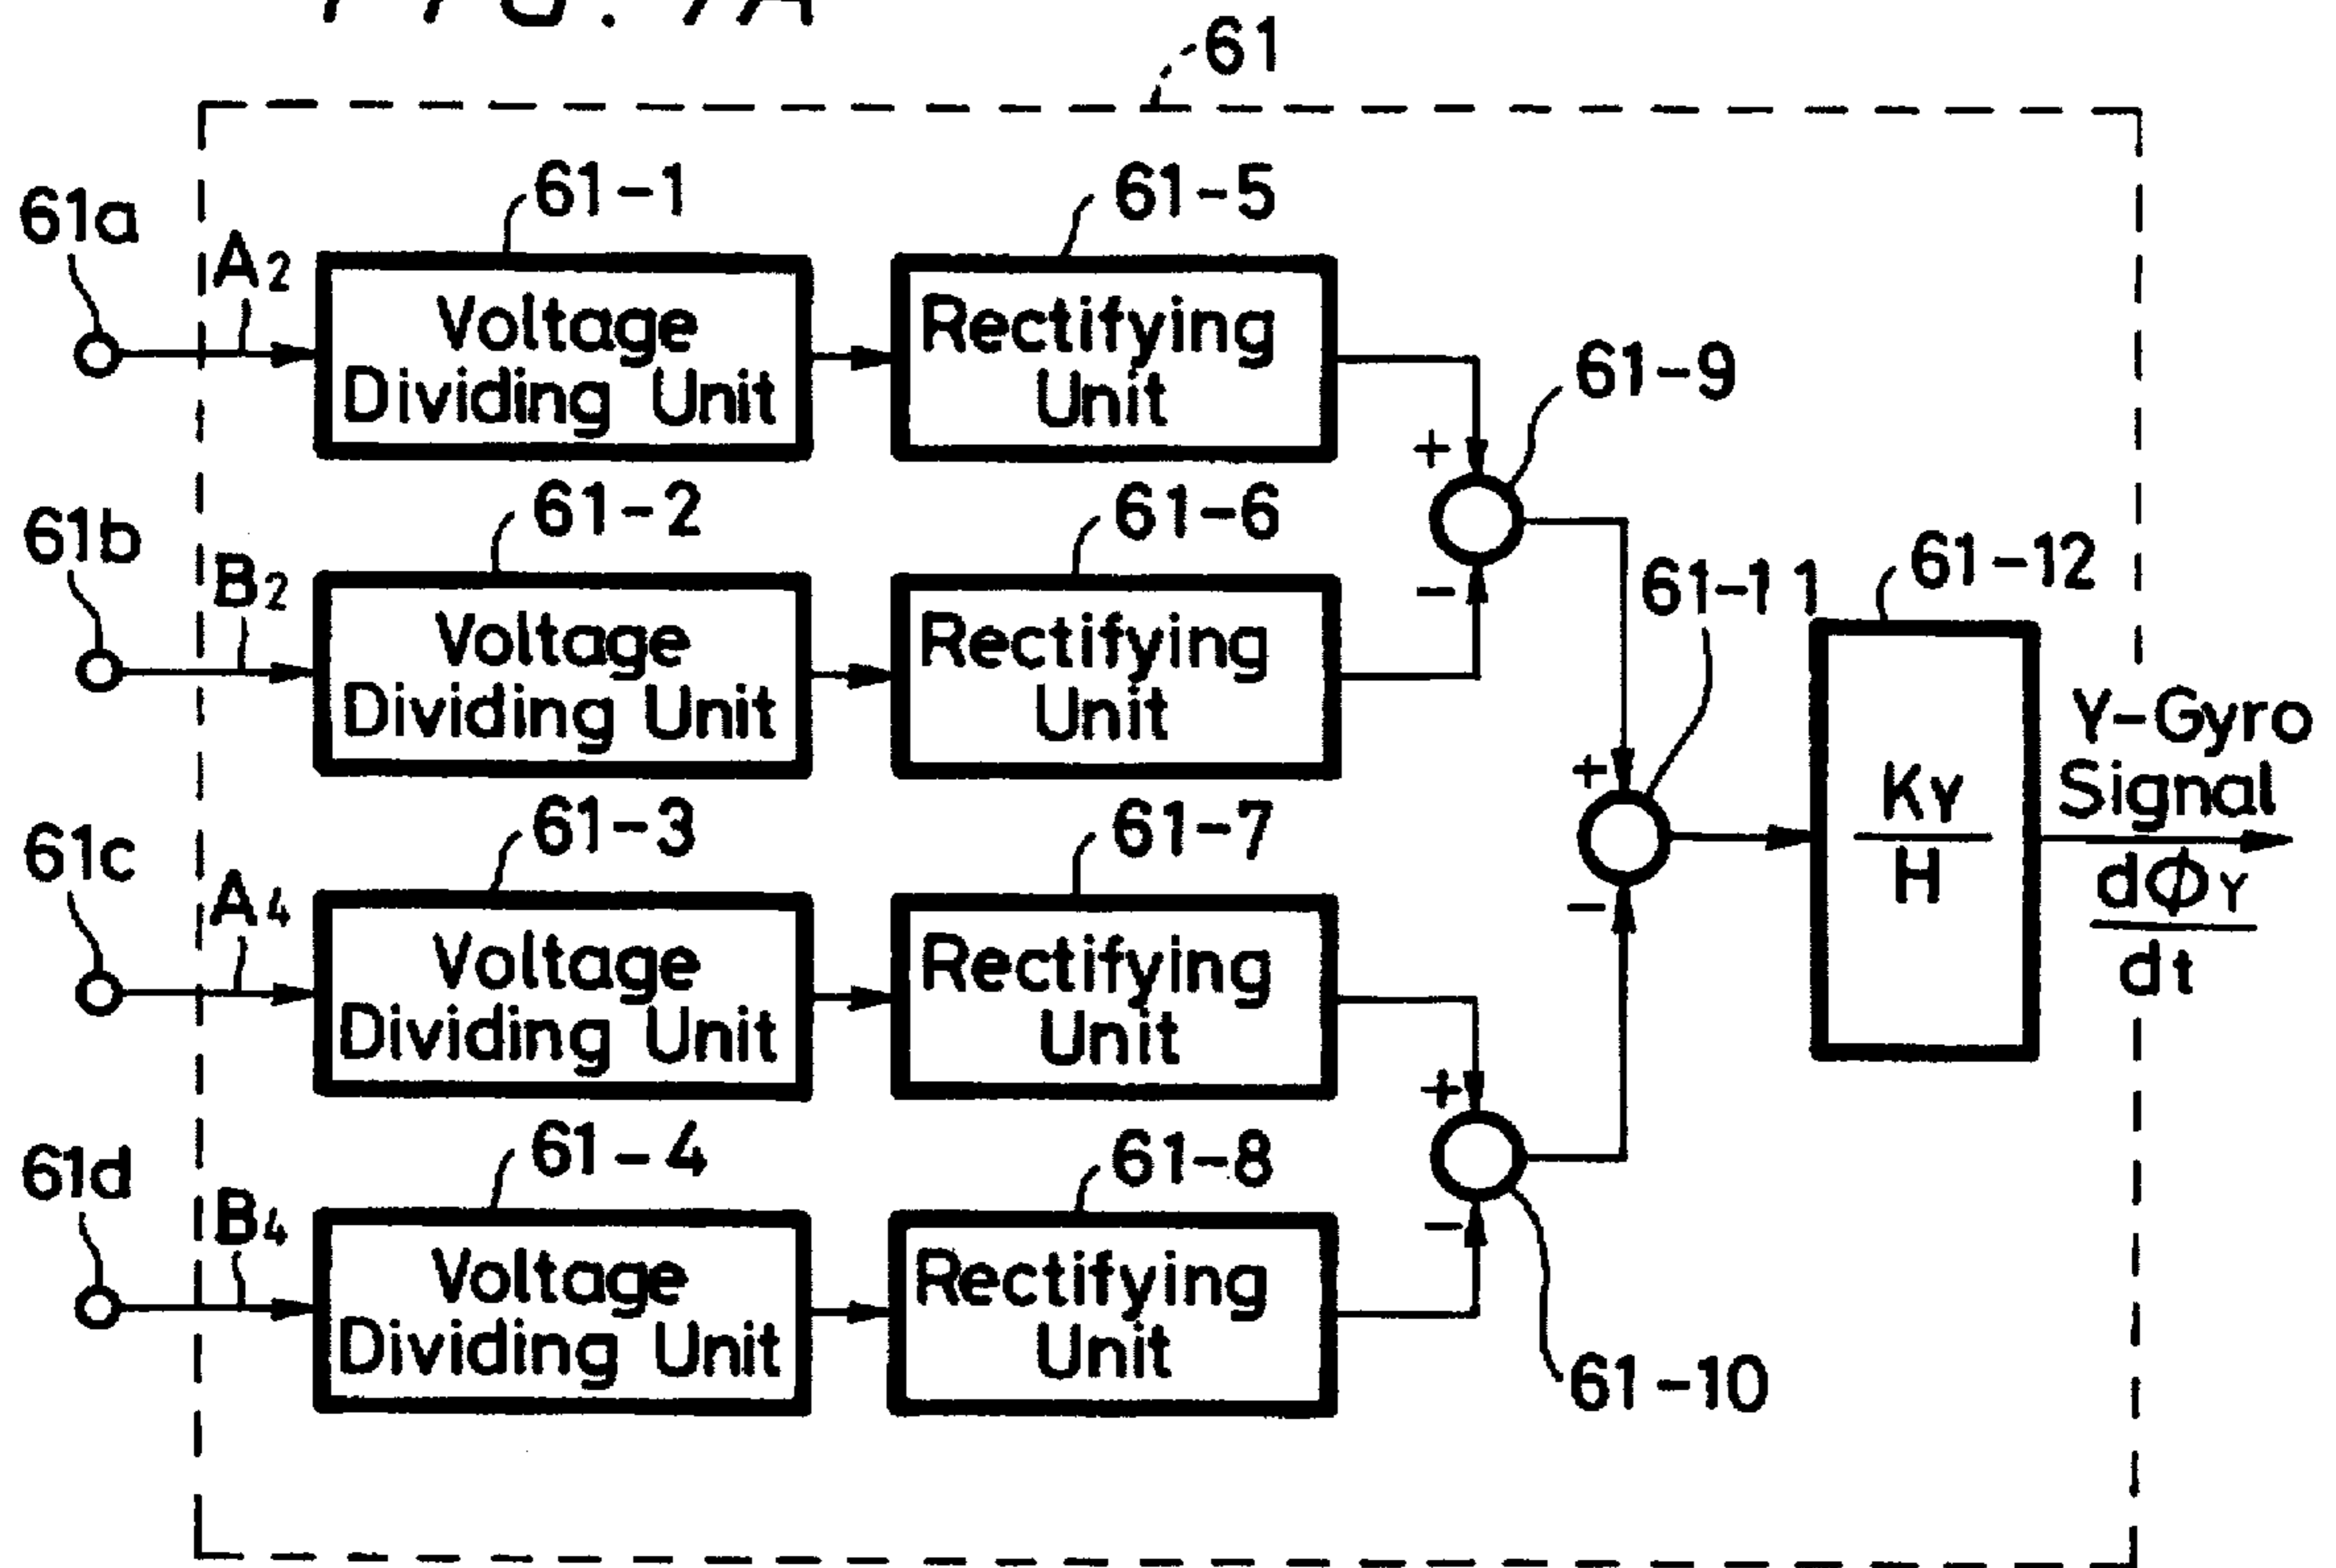 FIG. 7A
61
61-1
61-5
61a
A2
Voltage
Dividing Unit
Rectifying
Unit
61-9
+
61-2
61-6
61b
B2
-
Voltage
Dividing Unit
Rectifying
Unit
61-11
61-12
61-3
61-7
61c
A4
+
KY
H
Y-Gyro
Signal
dΦY
dt
-
Voltage
Dividing Unit
Rectifying
Unit
+
61-4
61-8
61d
B4
-
Voltage
Dividing Unit
Rectifying
Unit
61-10